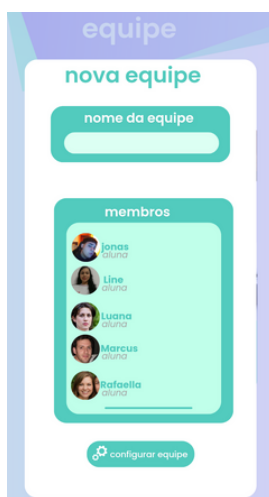 equipe
nova equipe
nome da equipe
membros
jonas
aluna
Line
aluna
Luana
aluna
Marcus
aluna
Rafaella
aluna
configurar equipe